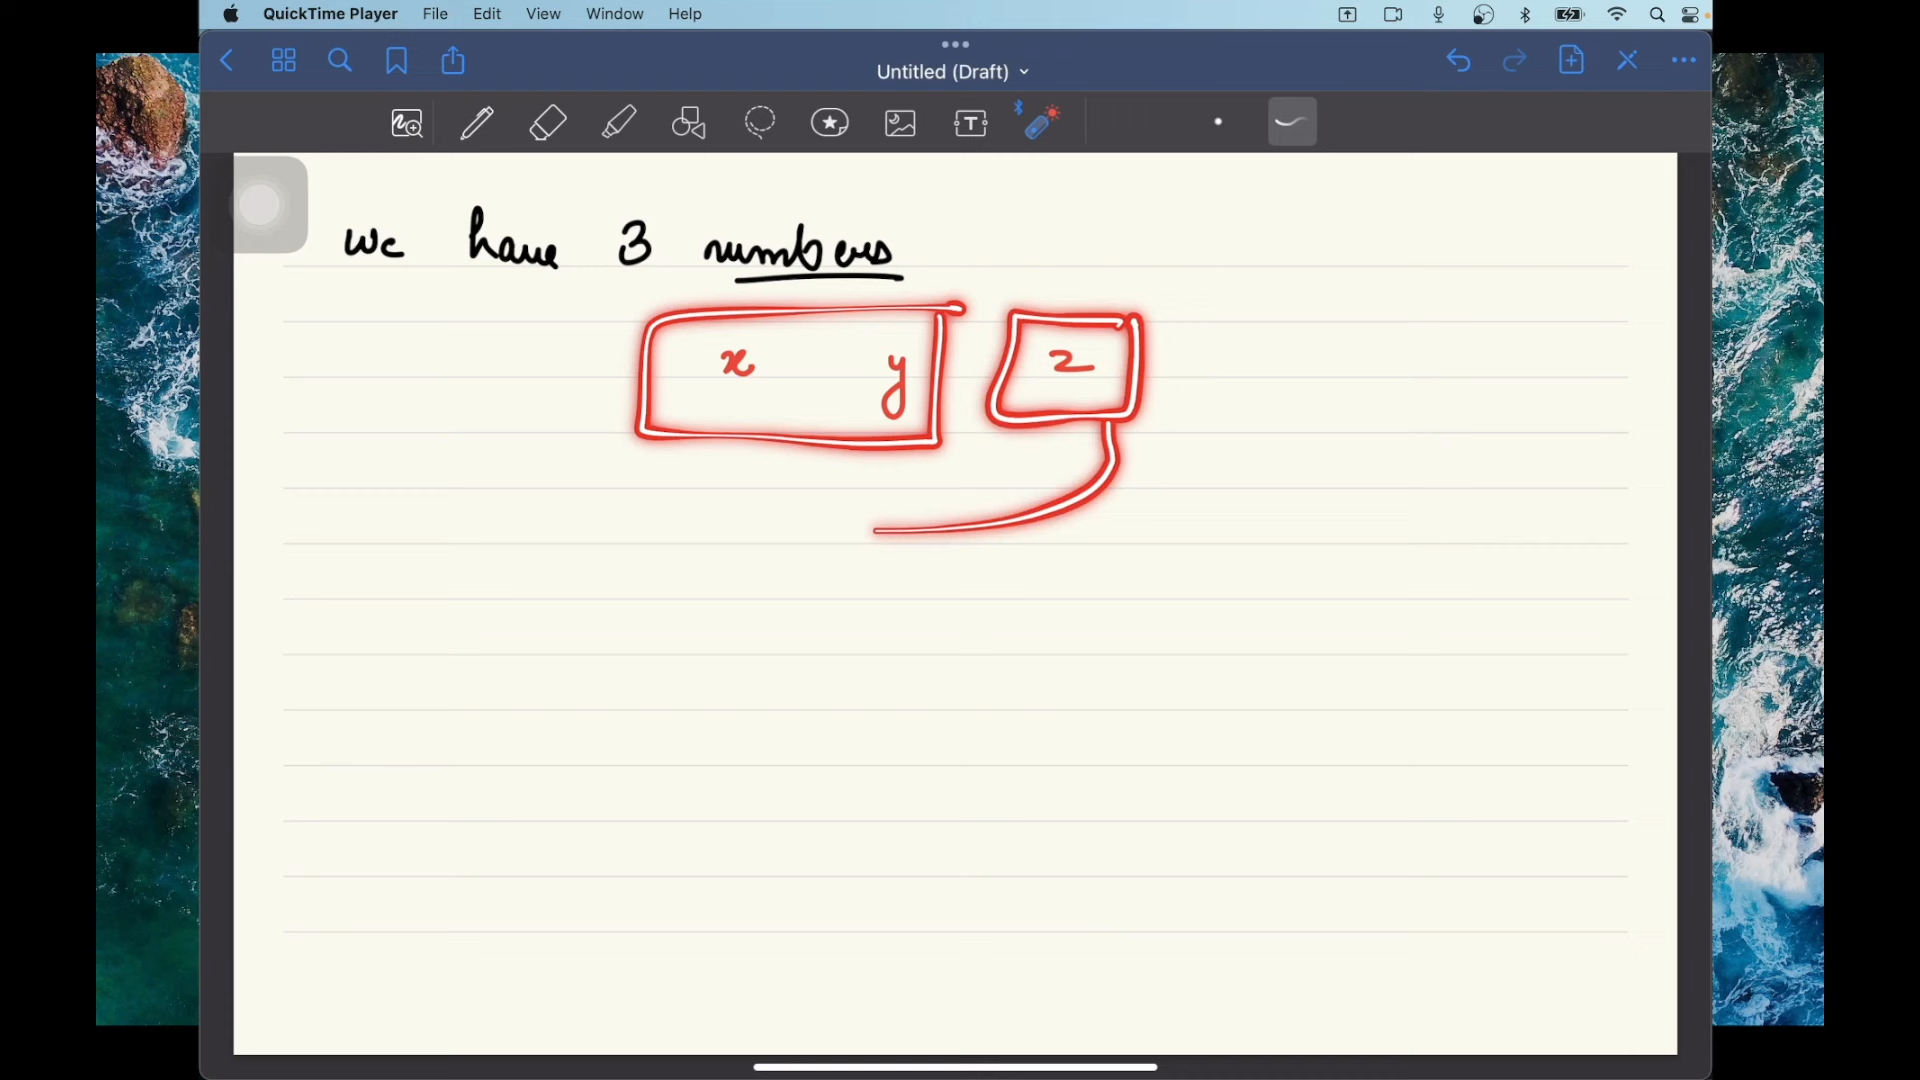 QuickTime Player File Edit View Window Help
Untitled (Draft)
T
we have 3 numbers
x y z